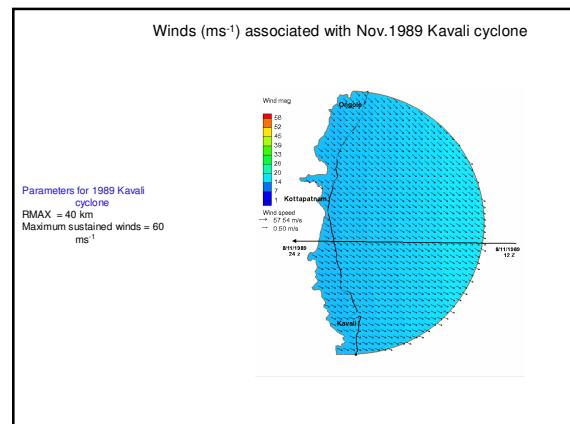 Winds (ms-1) associated with Nov.1989 Kavali cyclone
Wind mag
58
52
45
39
33
26
20
14
7
1
Wind speed
57.54 m/s
0.50 m/s
Ongole
Kottapatnam
Kavali
8/11/1989
24 Z
8/11/1989
12 Z
Parameters for 1989 Kavali
cyclone
RMAX = 40 km
Maximum sustained winds = 60
ms-1